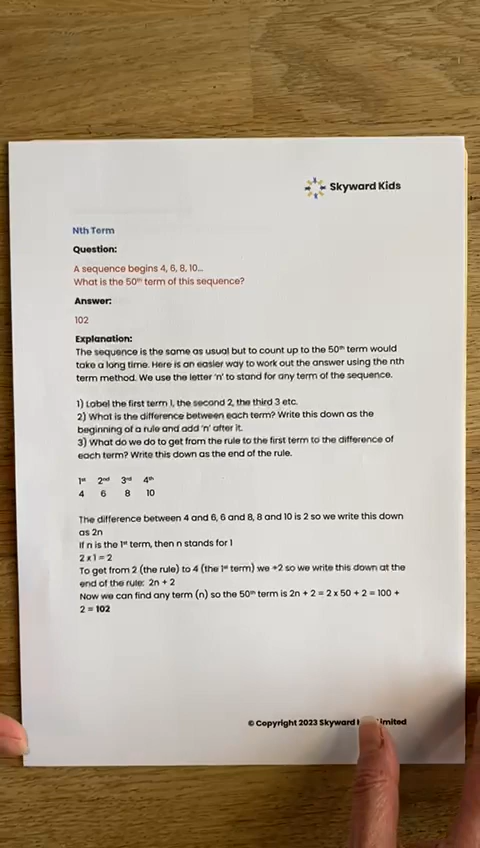 Skyward Kids
Nth Term
Question:
A sequence begins 4, 6, 8, 10...
What is the 50th term of this sequence?
Answer:
102
Explanation:
The sequence is the same as usual but to count up to the 50th term would
take a long time. Here is an easier way to work out the answer using the nth
term method. We use the letter 'n' to stand for any term of the sequence.
1) Label the first term 1, the second 2, the third 3 etc.
2) What is the difference between each term? Write this down as the
beginning of a rule and add 'n' after it.
3) What do we do to get from the rule to the first term to the difference of
each term? Write this down as the end of the rule.
1st 2nd 3rd 4th
4 6 8 10
The difference between 4 and 6, 6 and 8, 8 and 10 is 2 so we write this down
as 2n
If n is the 1st term, then n stands for 1
2 x 1 = 2
To get from 2 (the rule) to 4 (the 1st term) we +2 so we write this down at the
end of the rule: 2n + 2
Now we can find any term (n) so the 50th term is 2n + 2 = 2 x 50 + 2 = 100 +
2 = 102
© Copyright 2023 Skyward